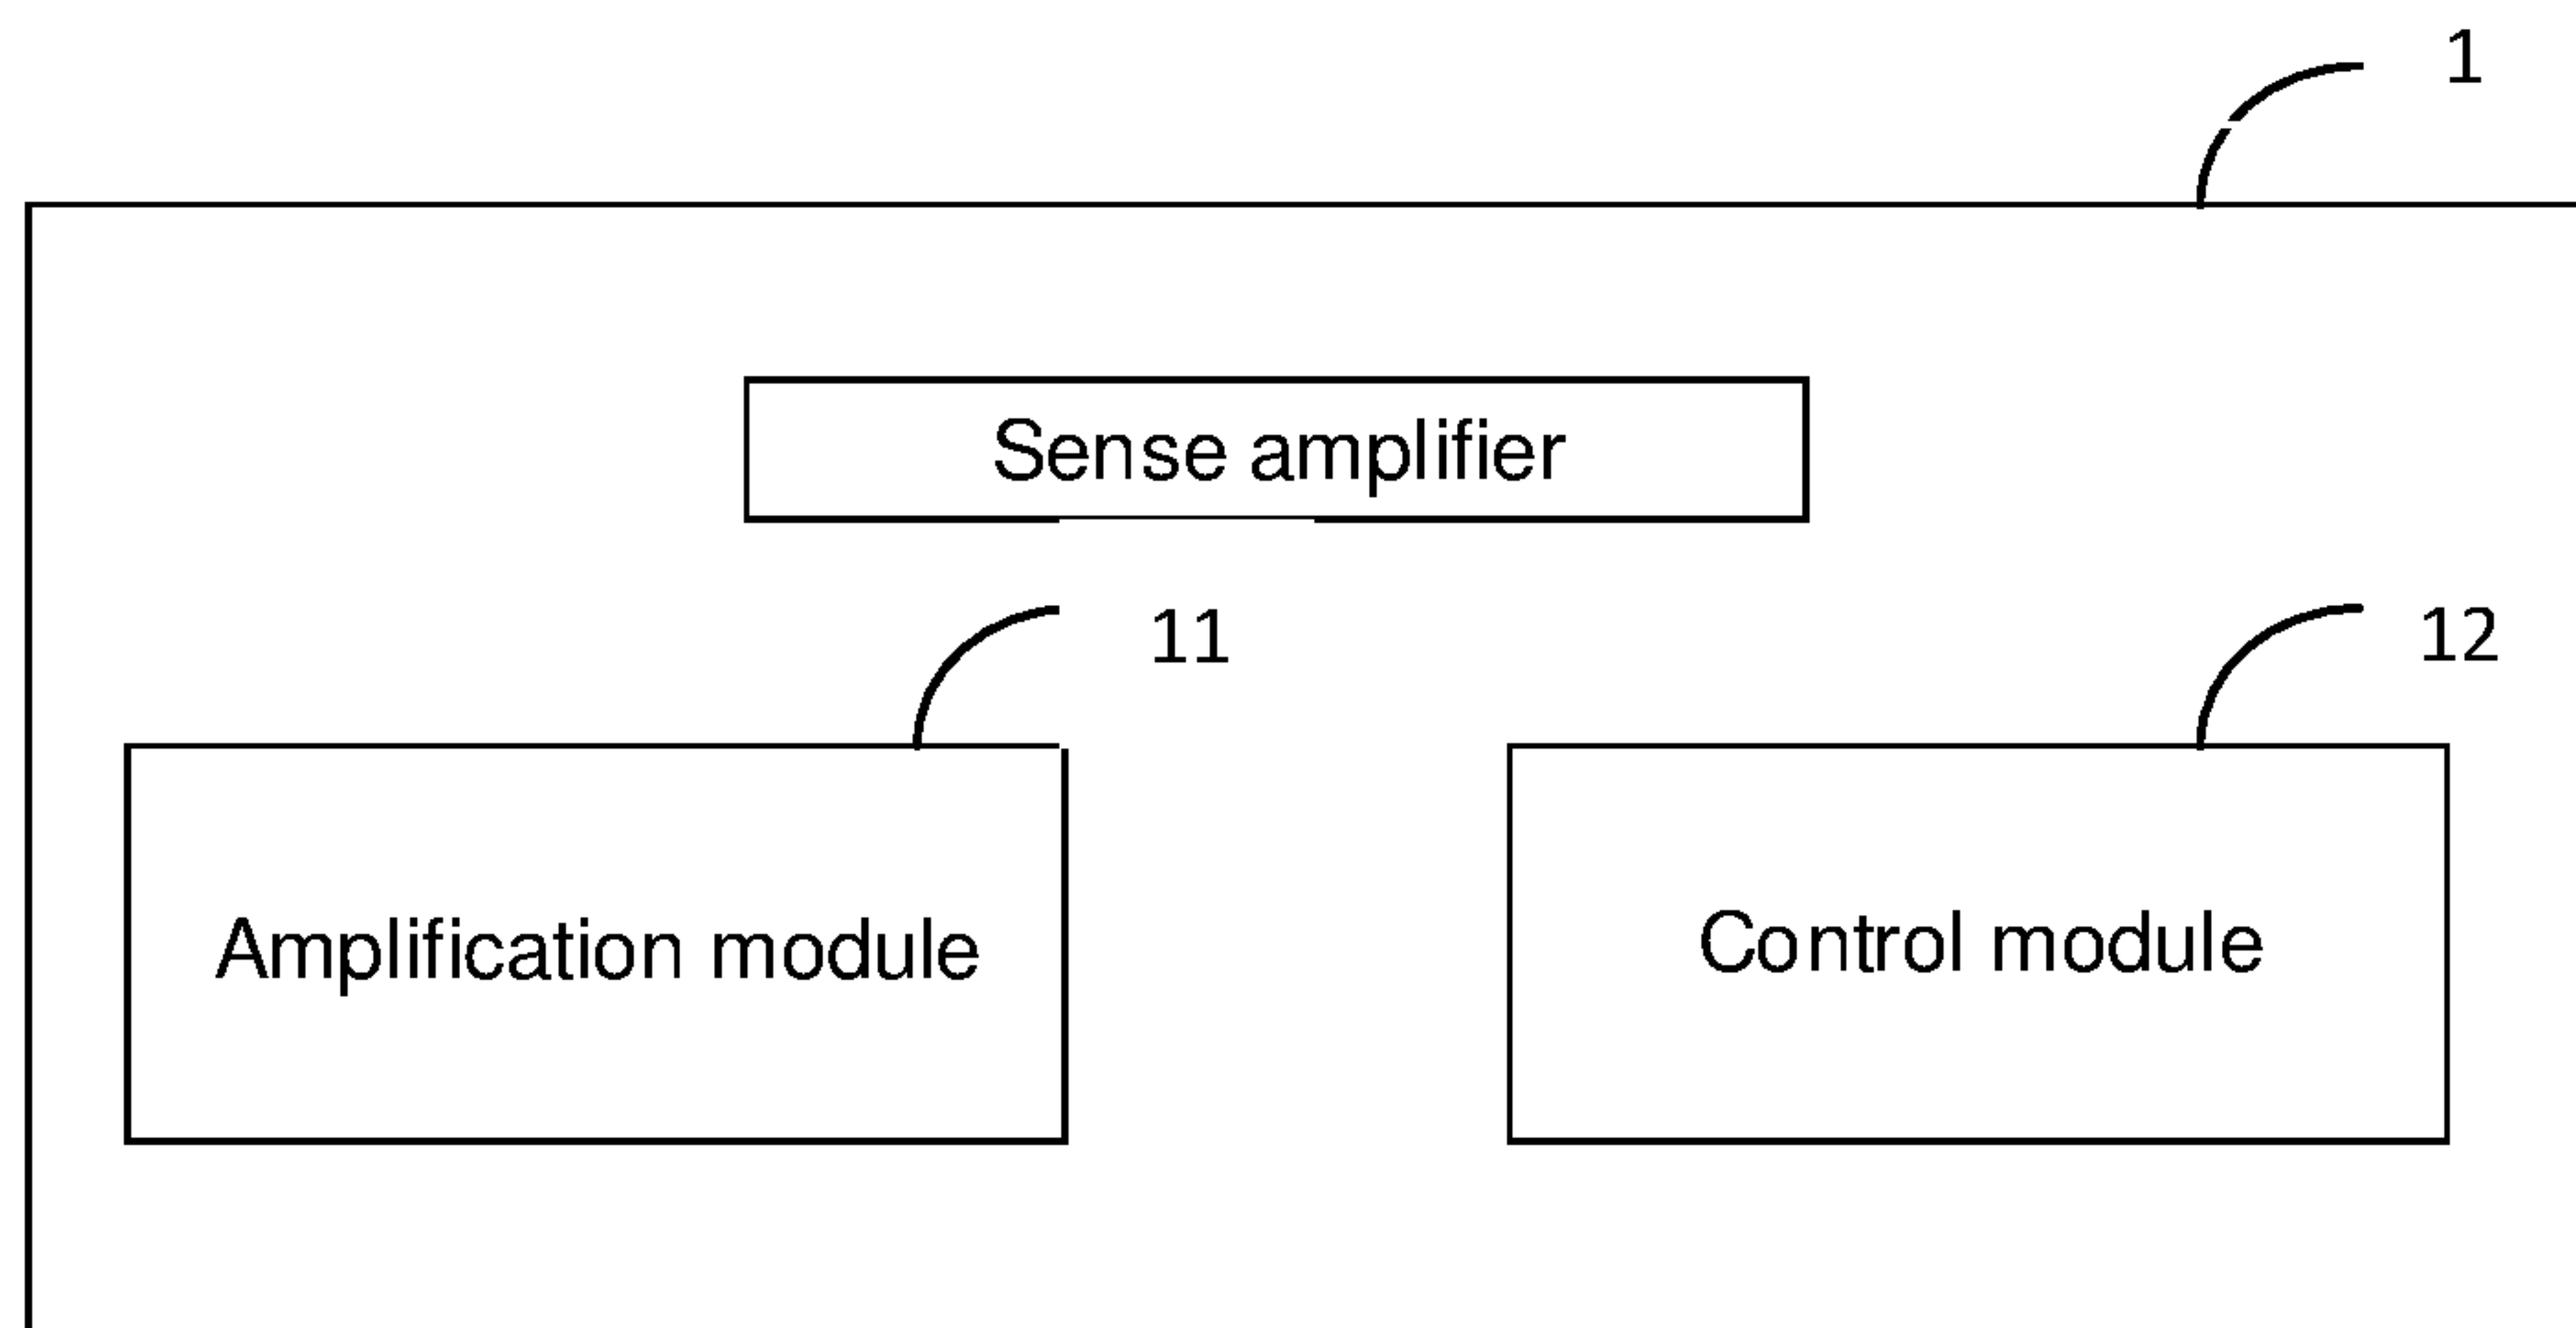 1
Sense amplifier
11
12
Amplification module
Control module